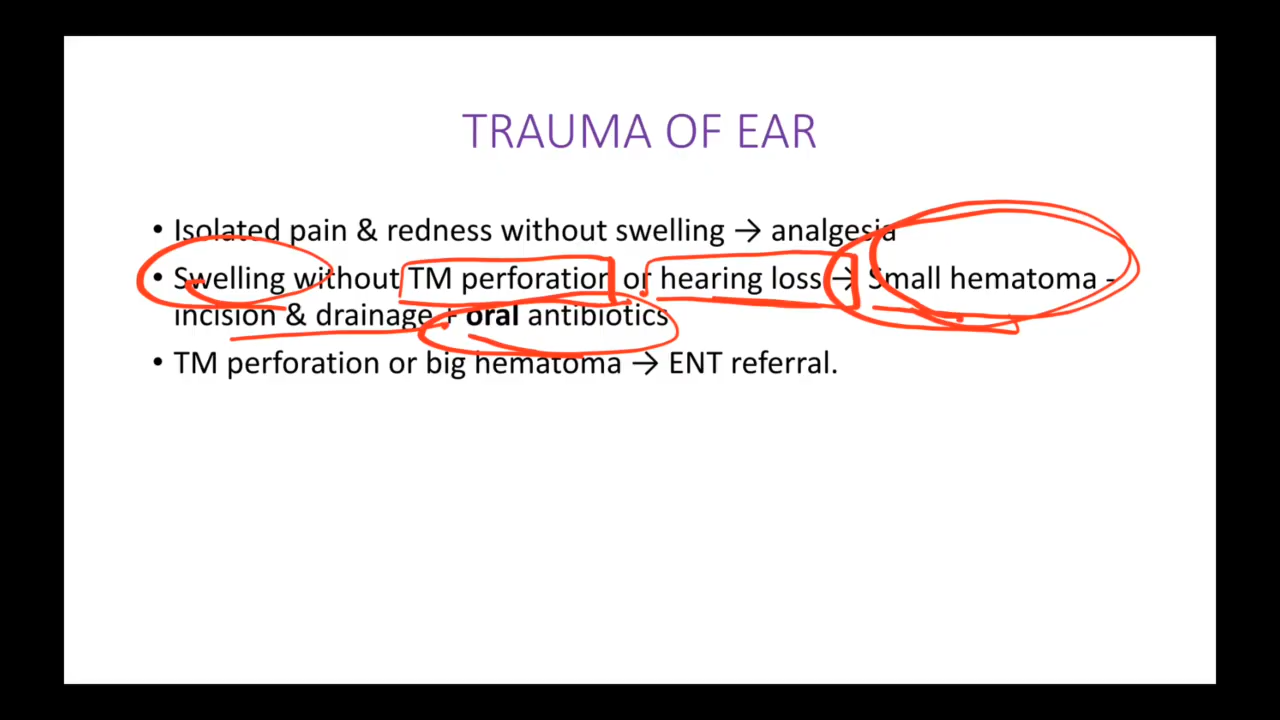 TRAUMA OF EAR
• Isolated pain & redness without swelling → analgesia
• Swelling without TM perforation or hearing loss → Small hematoma -
incision & drainage + oral antibiotics
• TM perforation or big hematoma → ENT referral.